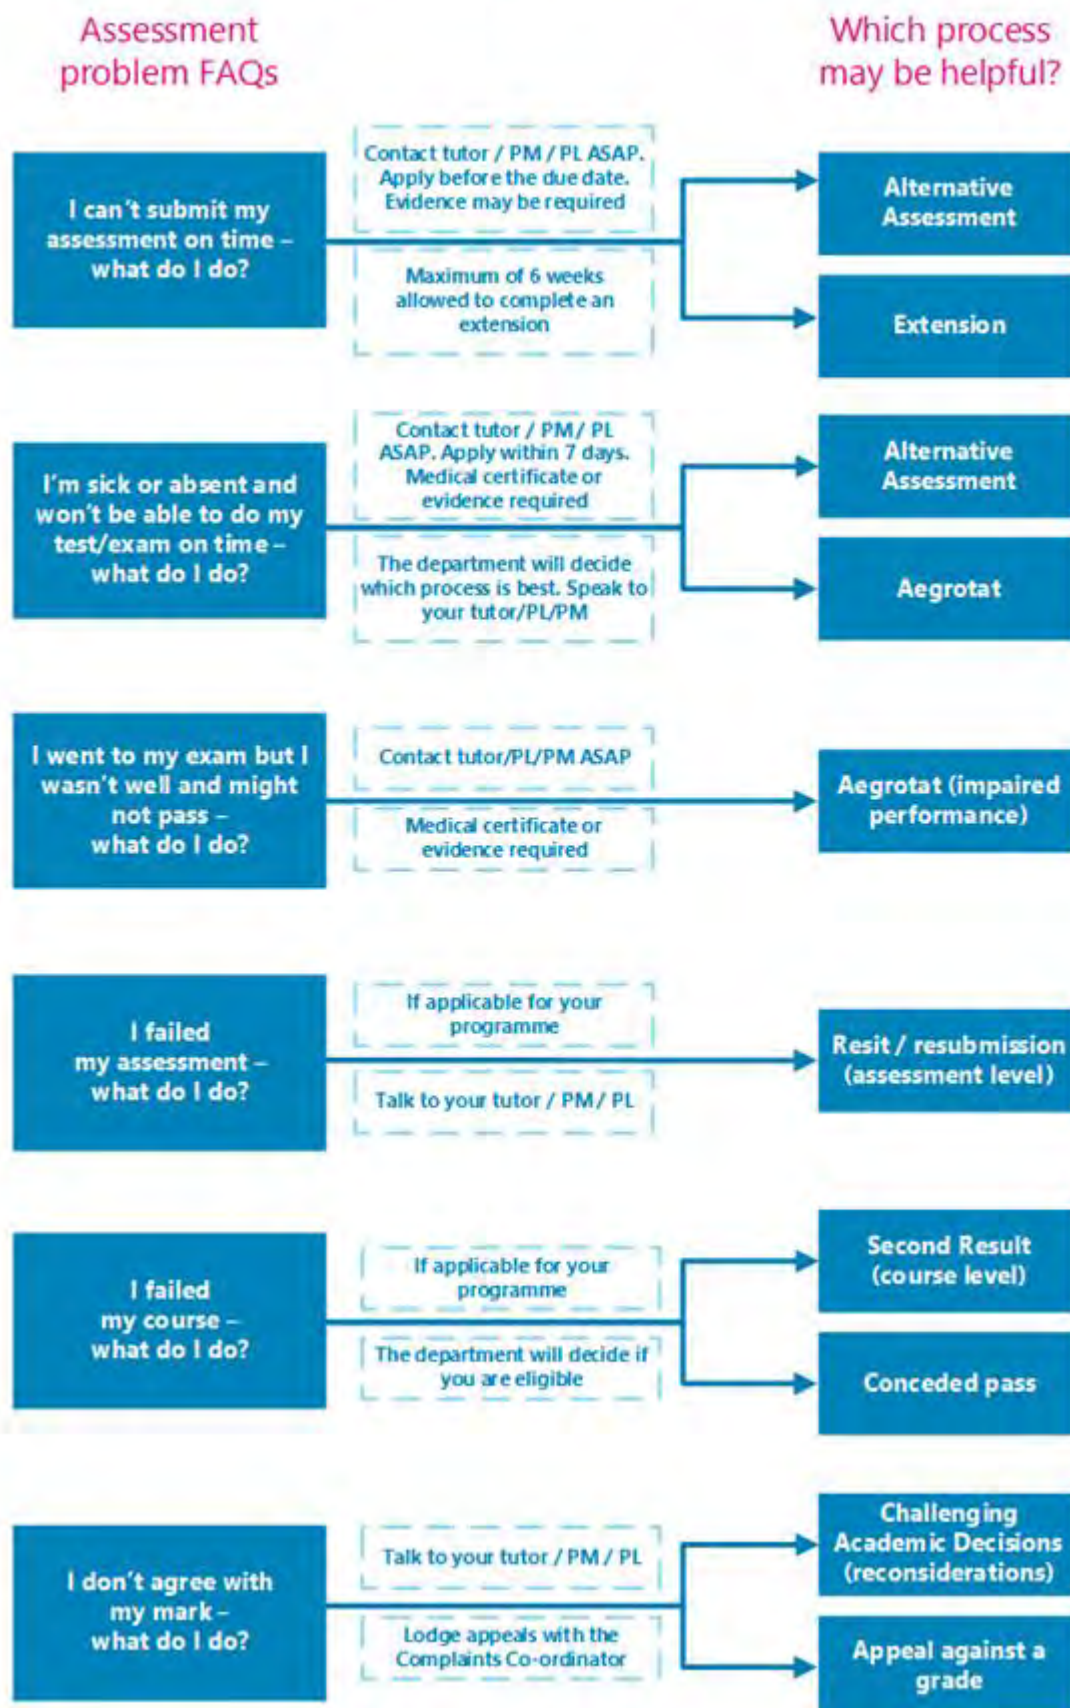 Assessment
problem FAQs
Which process
may be helpful?
I can't submit my
assessment on time –
what do I do?
Contact tutor / PM / PL ASAP.
Apply before the due date.
Evidence may be required
Maximum of 6 weeks
allowed to complete an
extension
Alternative
Assessment
Extension
I'm sick or absent and
won't be able to do my
test/exam on time –
what do I do?
Contact tutor / PM / PL
ASAP. Apply within 7 days.
Medical certificate or
evidence required
The department will decide
which process is best. Speak to
your tutor/PL/PM
Alternative
Assessment
Aegrotat
I went to my exam but I
wasn't well and might
not pass –
what do I do?
Contact tutor/PL/PM ASAP
Medical certificate or
evidence required
Aegrotat (impaired
performance)
I failed
my assessment –
what do I do?
If applicable for your
programme
Talk to your tutor / PM / PL
Resit / resubmission
(assessment level)
I failed
my course –
what do I do?
If applicable for your
programme
The department will decide if
you are eligible
Second Result
(course level)
Conceded pass
I don't agree with
my mark –
what do I do?
Talk to your tutor / PM / PL
Lodge appeals with the
Complaints Co-ordinator
Challenging
Academic Decisions
(reconsiderations)
Appeal against a
grade